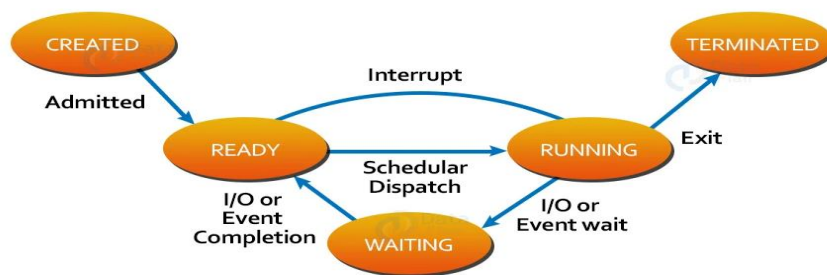 CREATED
TERMINATED
Interrupt
Admitted
READY
RUNNING
Exit
Schedular
Dispatch
I/O or
Event
Completion
I/O or
Event wait
WAITING